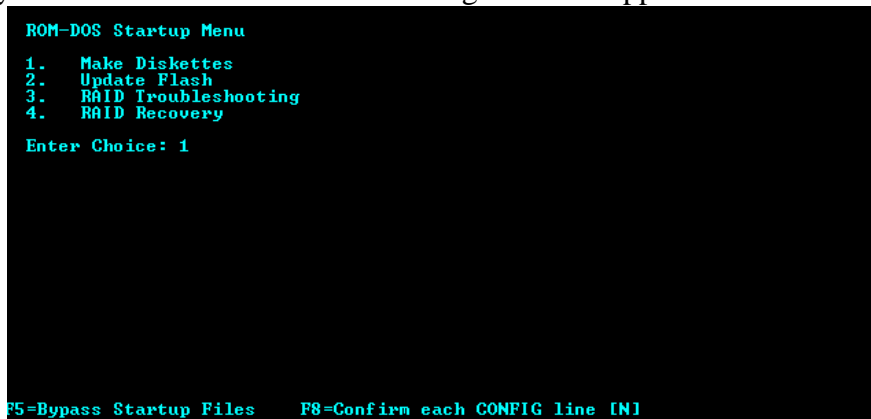 ROM-DOS Startup Menu
1. Make Diskettes
2. Update Flash
3. RAID Troubleshooting
4. RAID Recovery
Enter Choice: 1
F5=Bypass Startup Files F8=Confirm each CONFIG line [N]